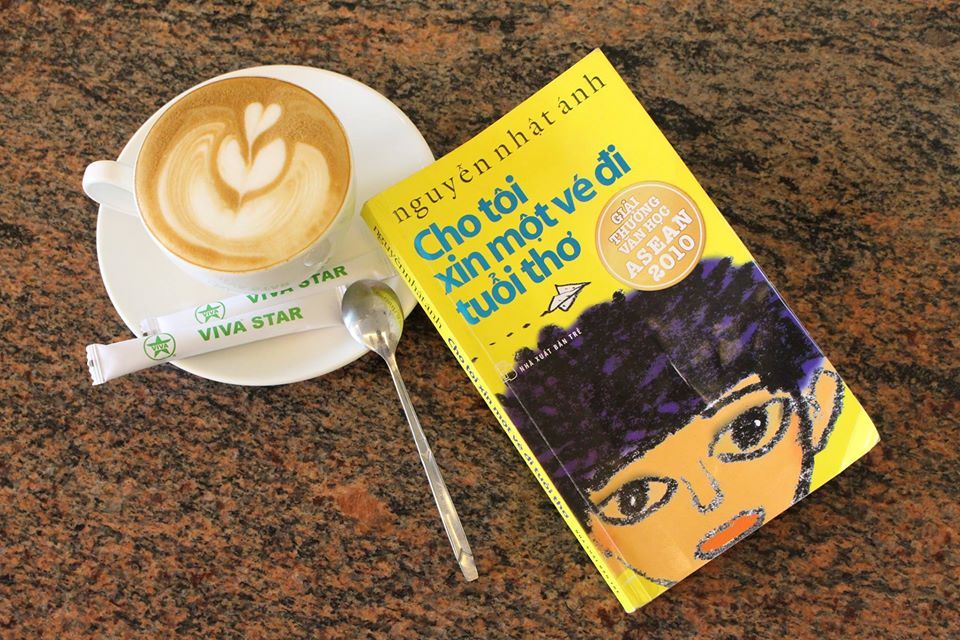 VIVA STAR
VIVA
VIVA STAR
nguyễn nhật ánh
Cho tôi
xin một vé đi
tuổi thơ
GIẢI
THƯỞNG
VĂN HỌC
ASEAN
2010
NHÀ XUẤT BẢN TRẺ
nguyễn nhật ánh Cho tôi xin một vé đi tuổi thơ